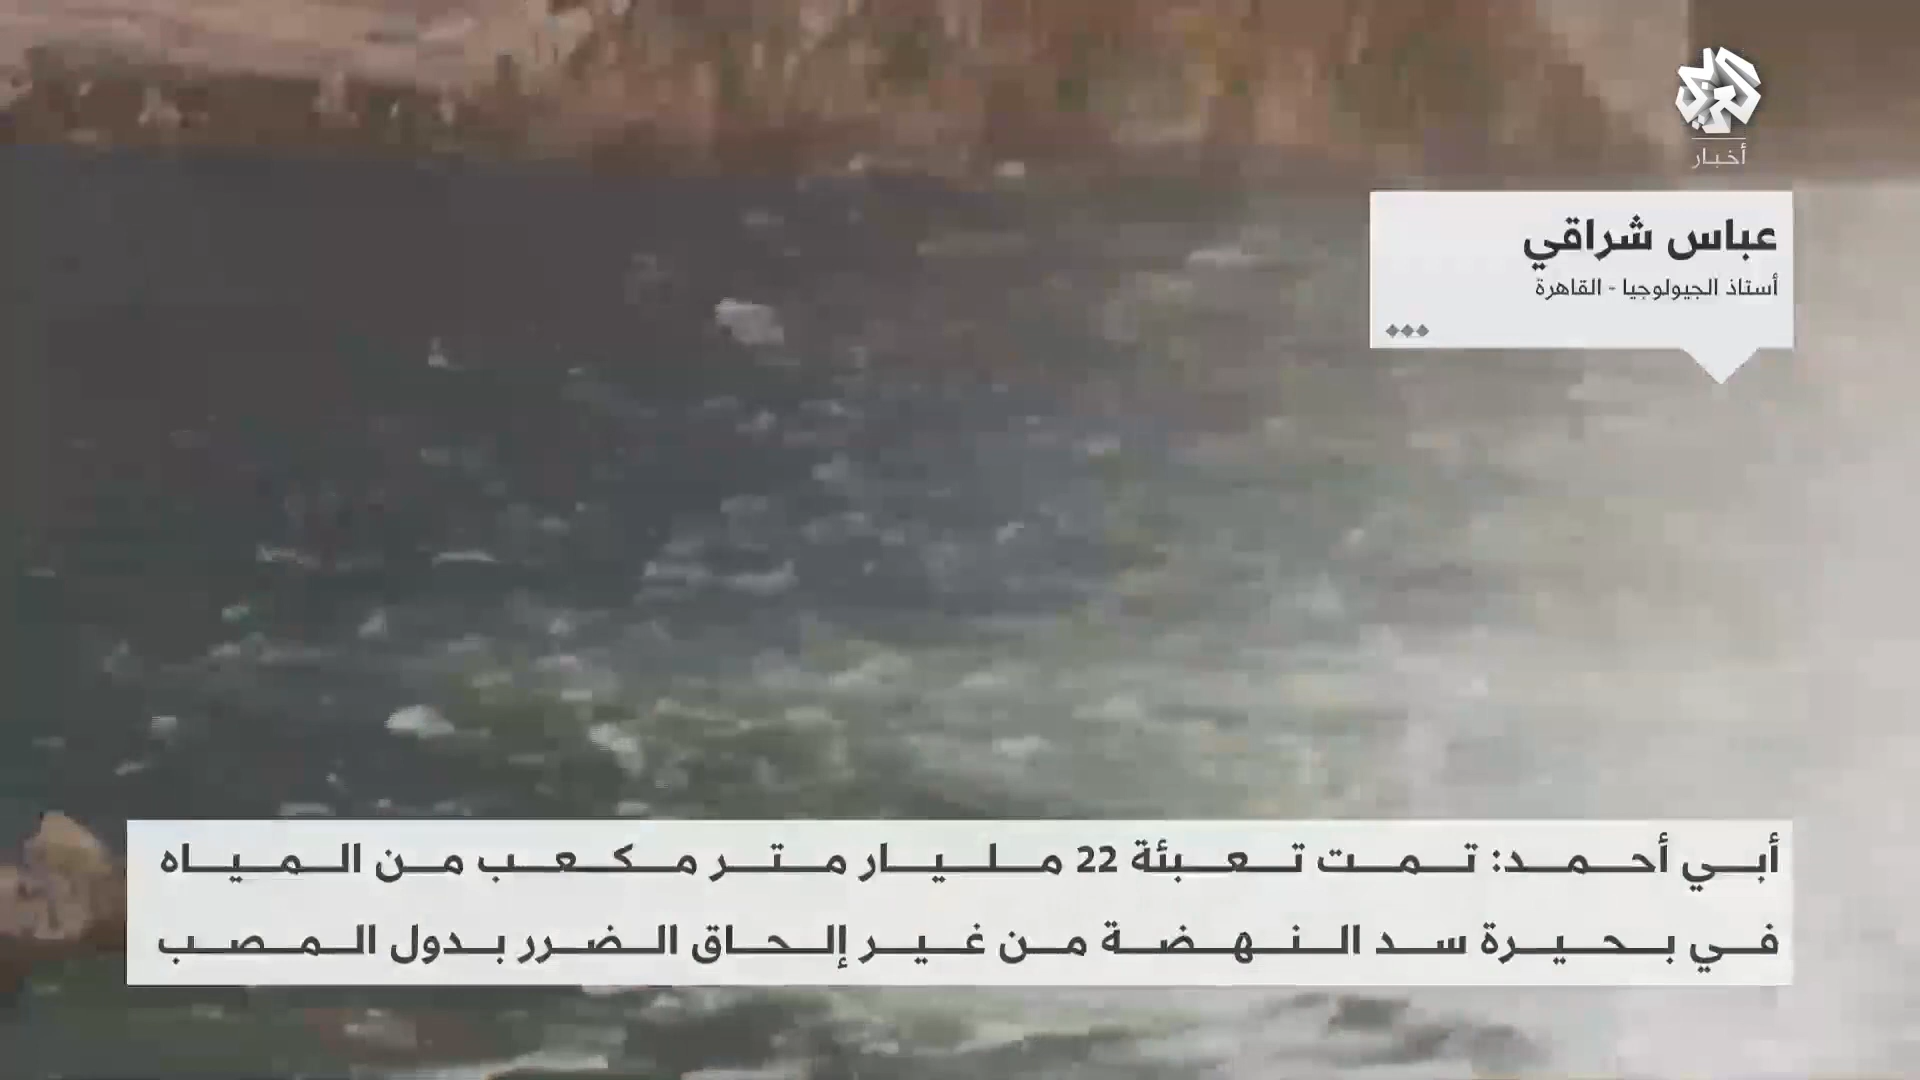 العربي
أخبار
عباس شراقي
أستاذ الجيولوجيا - القاهرة
أبي أحمد: تمت تعبئة 22 مليار متر مكعب من المياه
في بحيرة سد النهضة من غير إلحاق الضرر بدول المصب